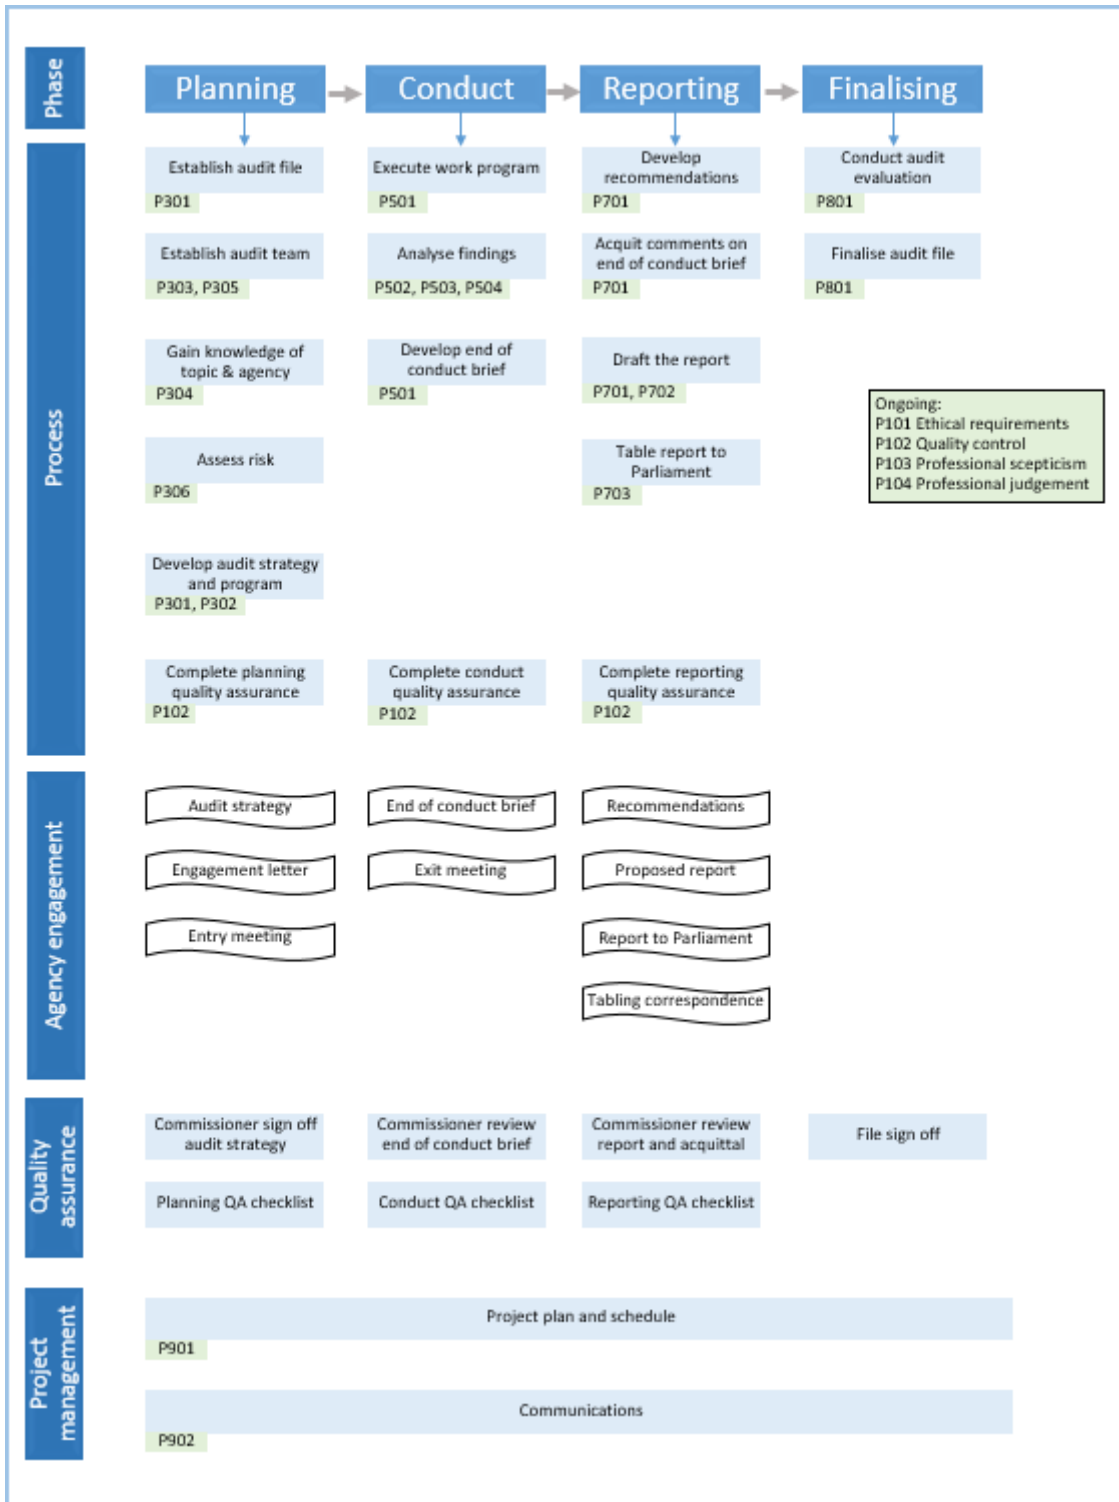 Phase
Planning
Conduct
Reporting
Finalising
Process
Establish audit file
P301
Execute work program
P501
Develop
recommendations
P701
Conduct audit
evaluation
P801
Establish audit team
P303, P305
Analyse findings
P502, P503, P504
Acquit comments on
end of conduct brief
P701
Finalise audit file
P801
Gain knowledge of
topic & agency
P304
Develop end of
conduct brief
P501
Draft the report
P701, P702
Ongoing:
P101 Ethical requirements
P102 Quality control
P103 Professional scepticism
P104 Professional judgement
Assess risk
P306
Table report to
Parliament
P703
Develop audit strategy
and program
P301, P302
Complete planning
quality assurance
P102
Complete conduct
quality assurance
P102
Complete reporting
quality assurance
P102
Agency engagement
Audit strategy
End of conduct brief
Recommendations
Engagement letter
Exit meeting
Proposed report
Entry meeting
Report to Parliament
Tabling correspondence
Quality
assurance
Commissioner sign off
audit strategy
Commissioner review
end of conduct brief
Commissioner review
report and acquittal
File sign off
Planning QA checklist
Conduct QA checklist
Reporting QA checklist
Project
management
Project plan and schedule
P901
Communications
P902